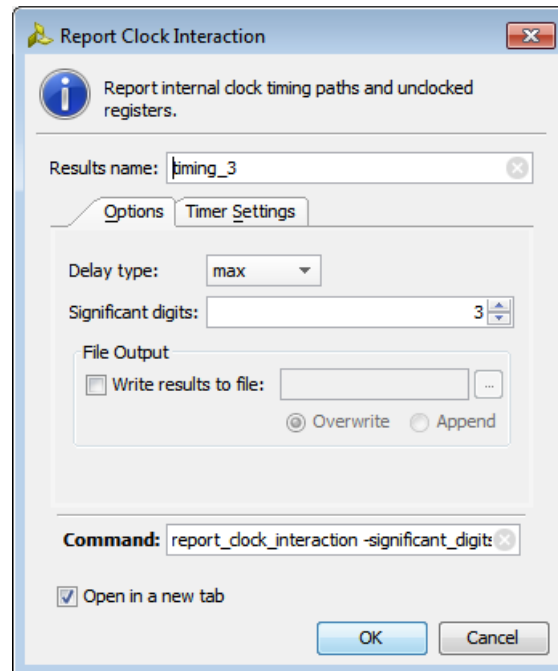 Report Clock Interaction
Report internal clock timing paths and unclocked
registers.
Results name: timing_3
Options Timer Settings
Delay type: max
Significant digits: 3
File Output
Write results to file: ...
Overwrite Append
Command: report_clock_interaction -significant_digits
Open in a new tab
OK Cancel